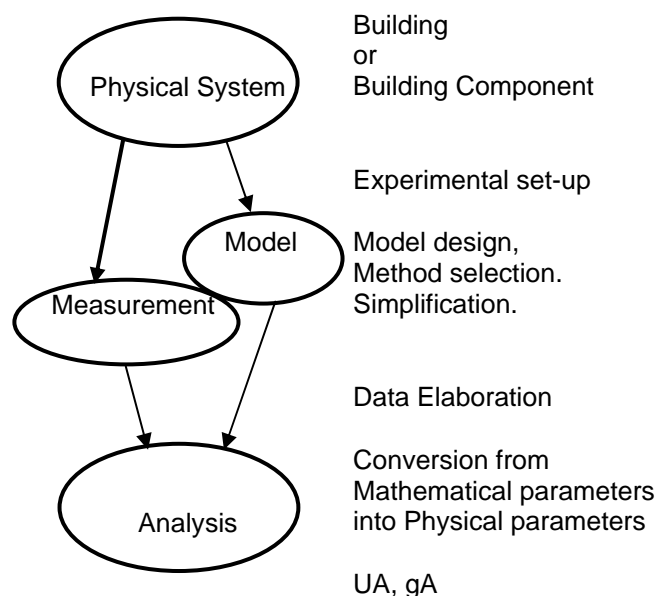 Building
or
Physical System
Building Component
Experimental set-up
Model
Model design,
Method selection.
Measurement
Simplification.
Data Elaboration
Conversion from
Mathematical parameters
Analysis
into Physical parameters
UA, gA